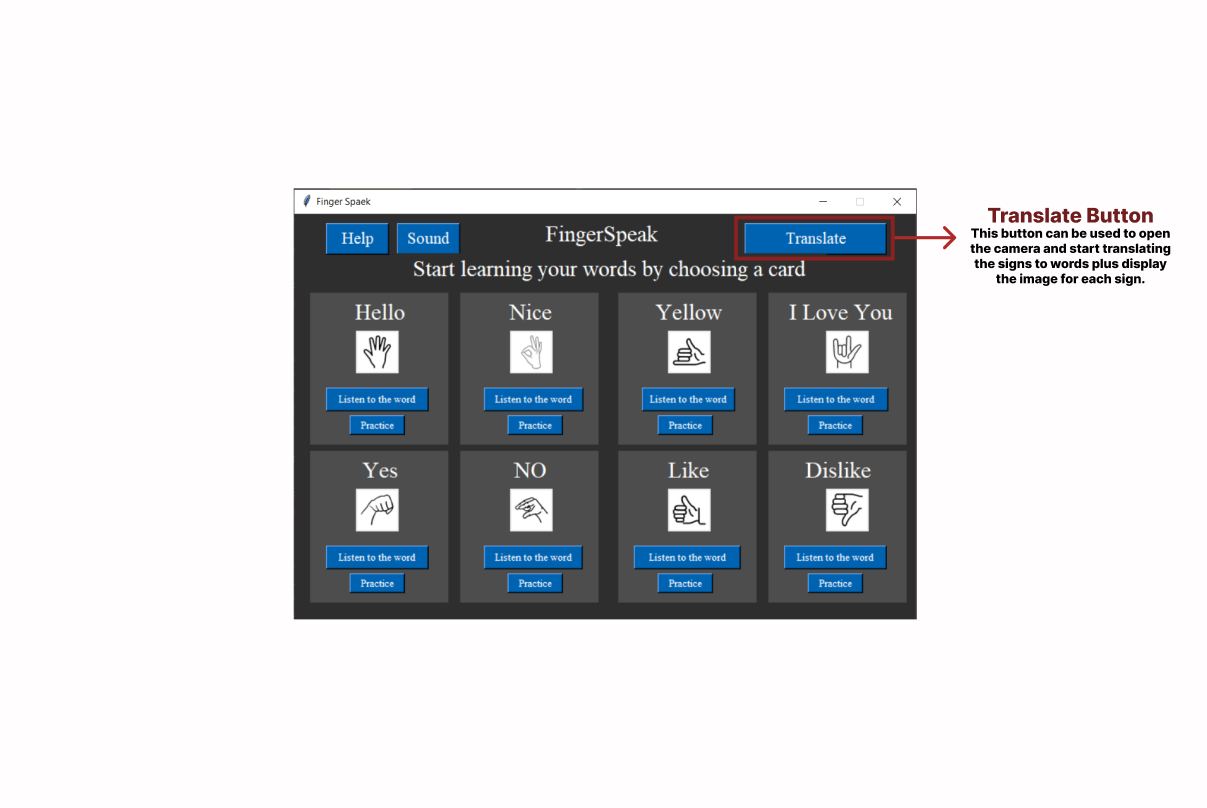 Finger Spaek
Help
Sound
FingerSpeak
Translate
Start learning your words by choosing a card
Hello
Nice
Yellow
I Love You
Listen to the word
Listen to the word
Listen to the word
Listen to the word
Practice
Practice
Practice
Practice
Yes
NO
Like
Dislike
Listen to the word
Listen to the word
Listen to the word
Listen to the word
Practice
Practice
Practice
Practice
Translate Button
This button can be used to open
the camera and start translating
the signs to words plus display
the image for each sign.